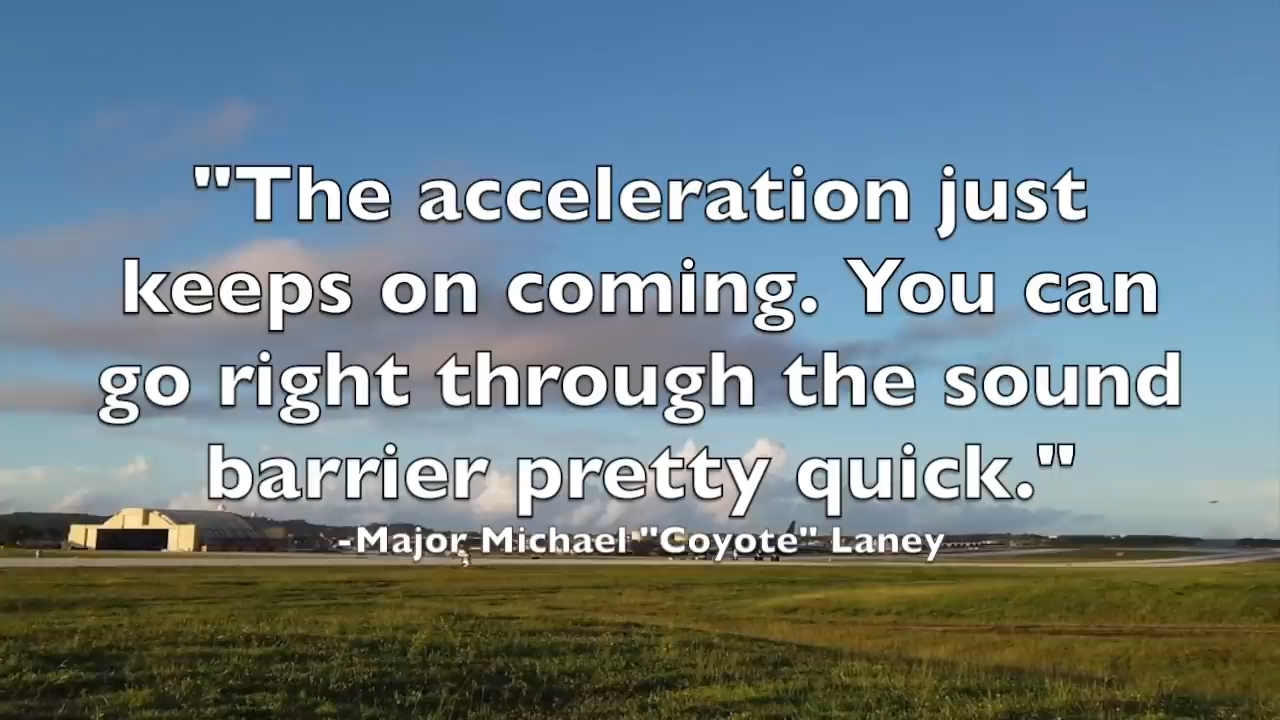 "The acceleration just
keeps on coming. You can
go right through the sound
barrier pretty quick."
-Major Michael "Coyote" Laney